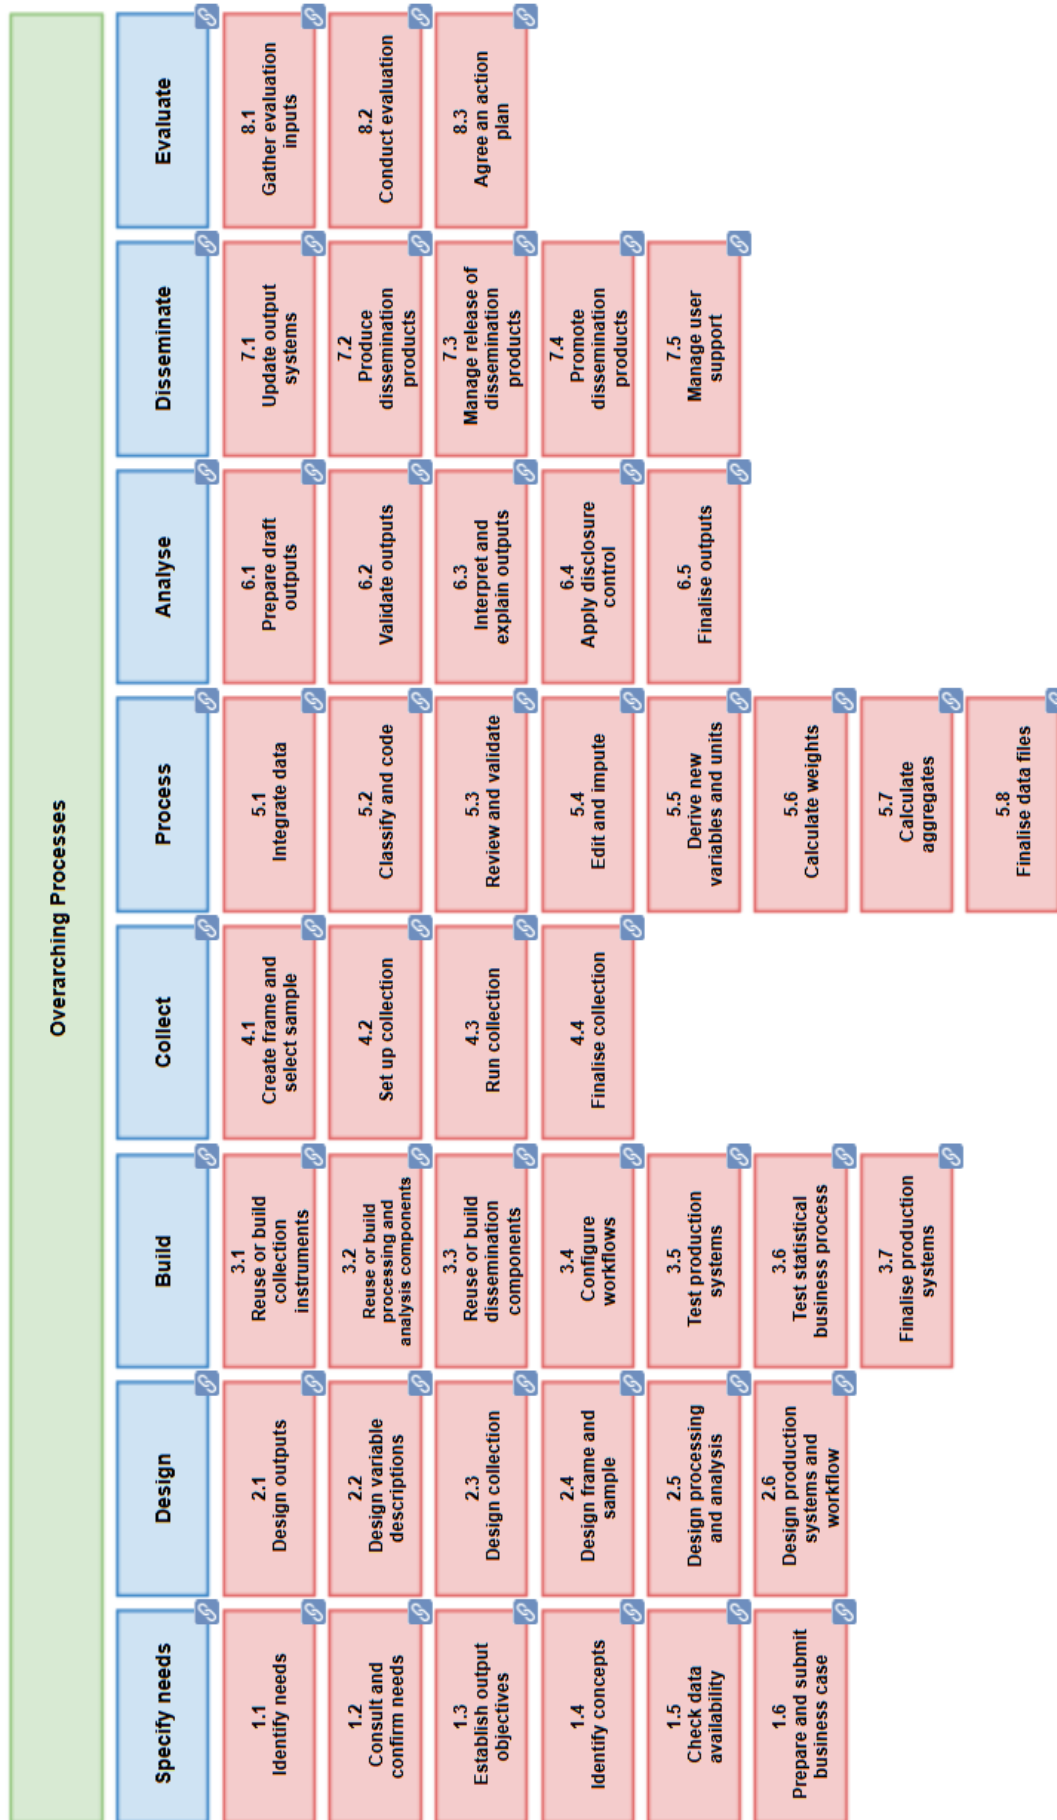 Overarching Processes
Specify needs
1.1
Identify needs
1.2
Consult and
confirm needs
1.3
Establish output
objectives
1.4
Identify concepts
1.5
Check data
availability
1.6
Prepare and submit
business case
Design
2.1
Design outputs
2.2
Design variable
descriptions
2.3
Design collection
2.4
Design frame and
sample
2.5
Design processing
and analysis
2.6
Design production
systems and
workflow
Build
3.1
Reuse or build
collection
instruments
3.2
Reuse or build
processing and
analysis components
3.3
Reuse or build
dissemination
components
3.4
Configure
workflows
3.5
Test production
systems
3.6
Test statistical
business process
3.7
Finalise production
systems
Collect
4.1
Create frame and
select sample
4.2
Set up collection
4.3
Run collection
4.4
Finalise collection
Process
5.1
Integrate data
5.2
Classify and code
5.3
Review and validate
5.4
Edit and impute
5.5
Derive new
variables and units
5.6
Calculate weights
5.7
Calculate
aggregates
5.8
Finalise data files
Analyse
6.1
Prepare draft
outputs
6.2
Validate outputs
6.3
Interpret and
explain outputs
6.4
Apply disclosure
control
6.5
Finalise outputs
Disseminate
7.1
Update output
systems
7.2
Produce
dissemination
products
7.3
Manage release of
dissemination
products
7.4
Promote
dissemination
products
7.5
Manage user
support
Evaluate
8.1
Gather evaluation
inputs
8.2
Conduct evaluation
8.3
Agree an action
plan